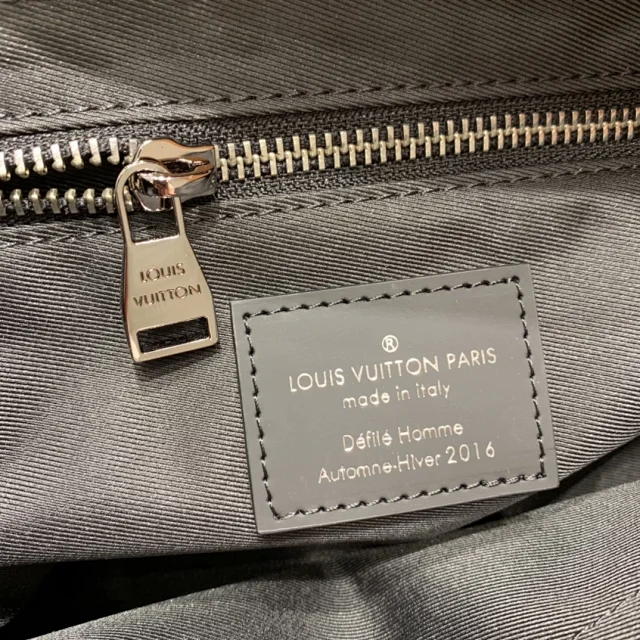 LOUIS
VUITTON
®
LOUIS VUITTON PARIS
made in italy
Défilé Homme
Automne-Hiver 2016